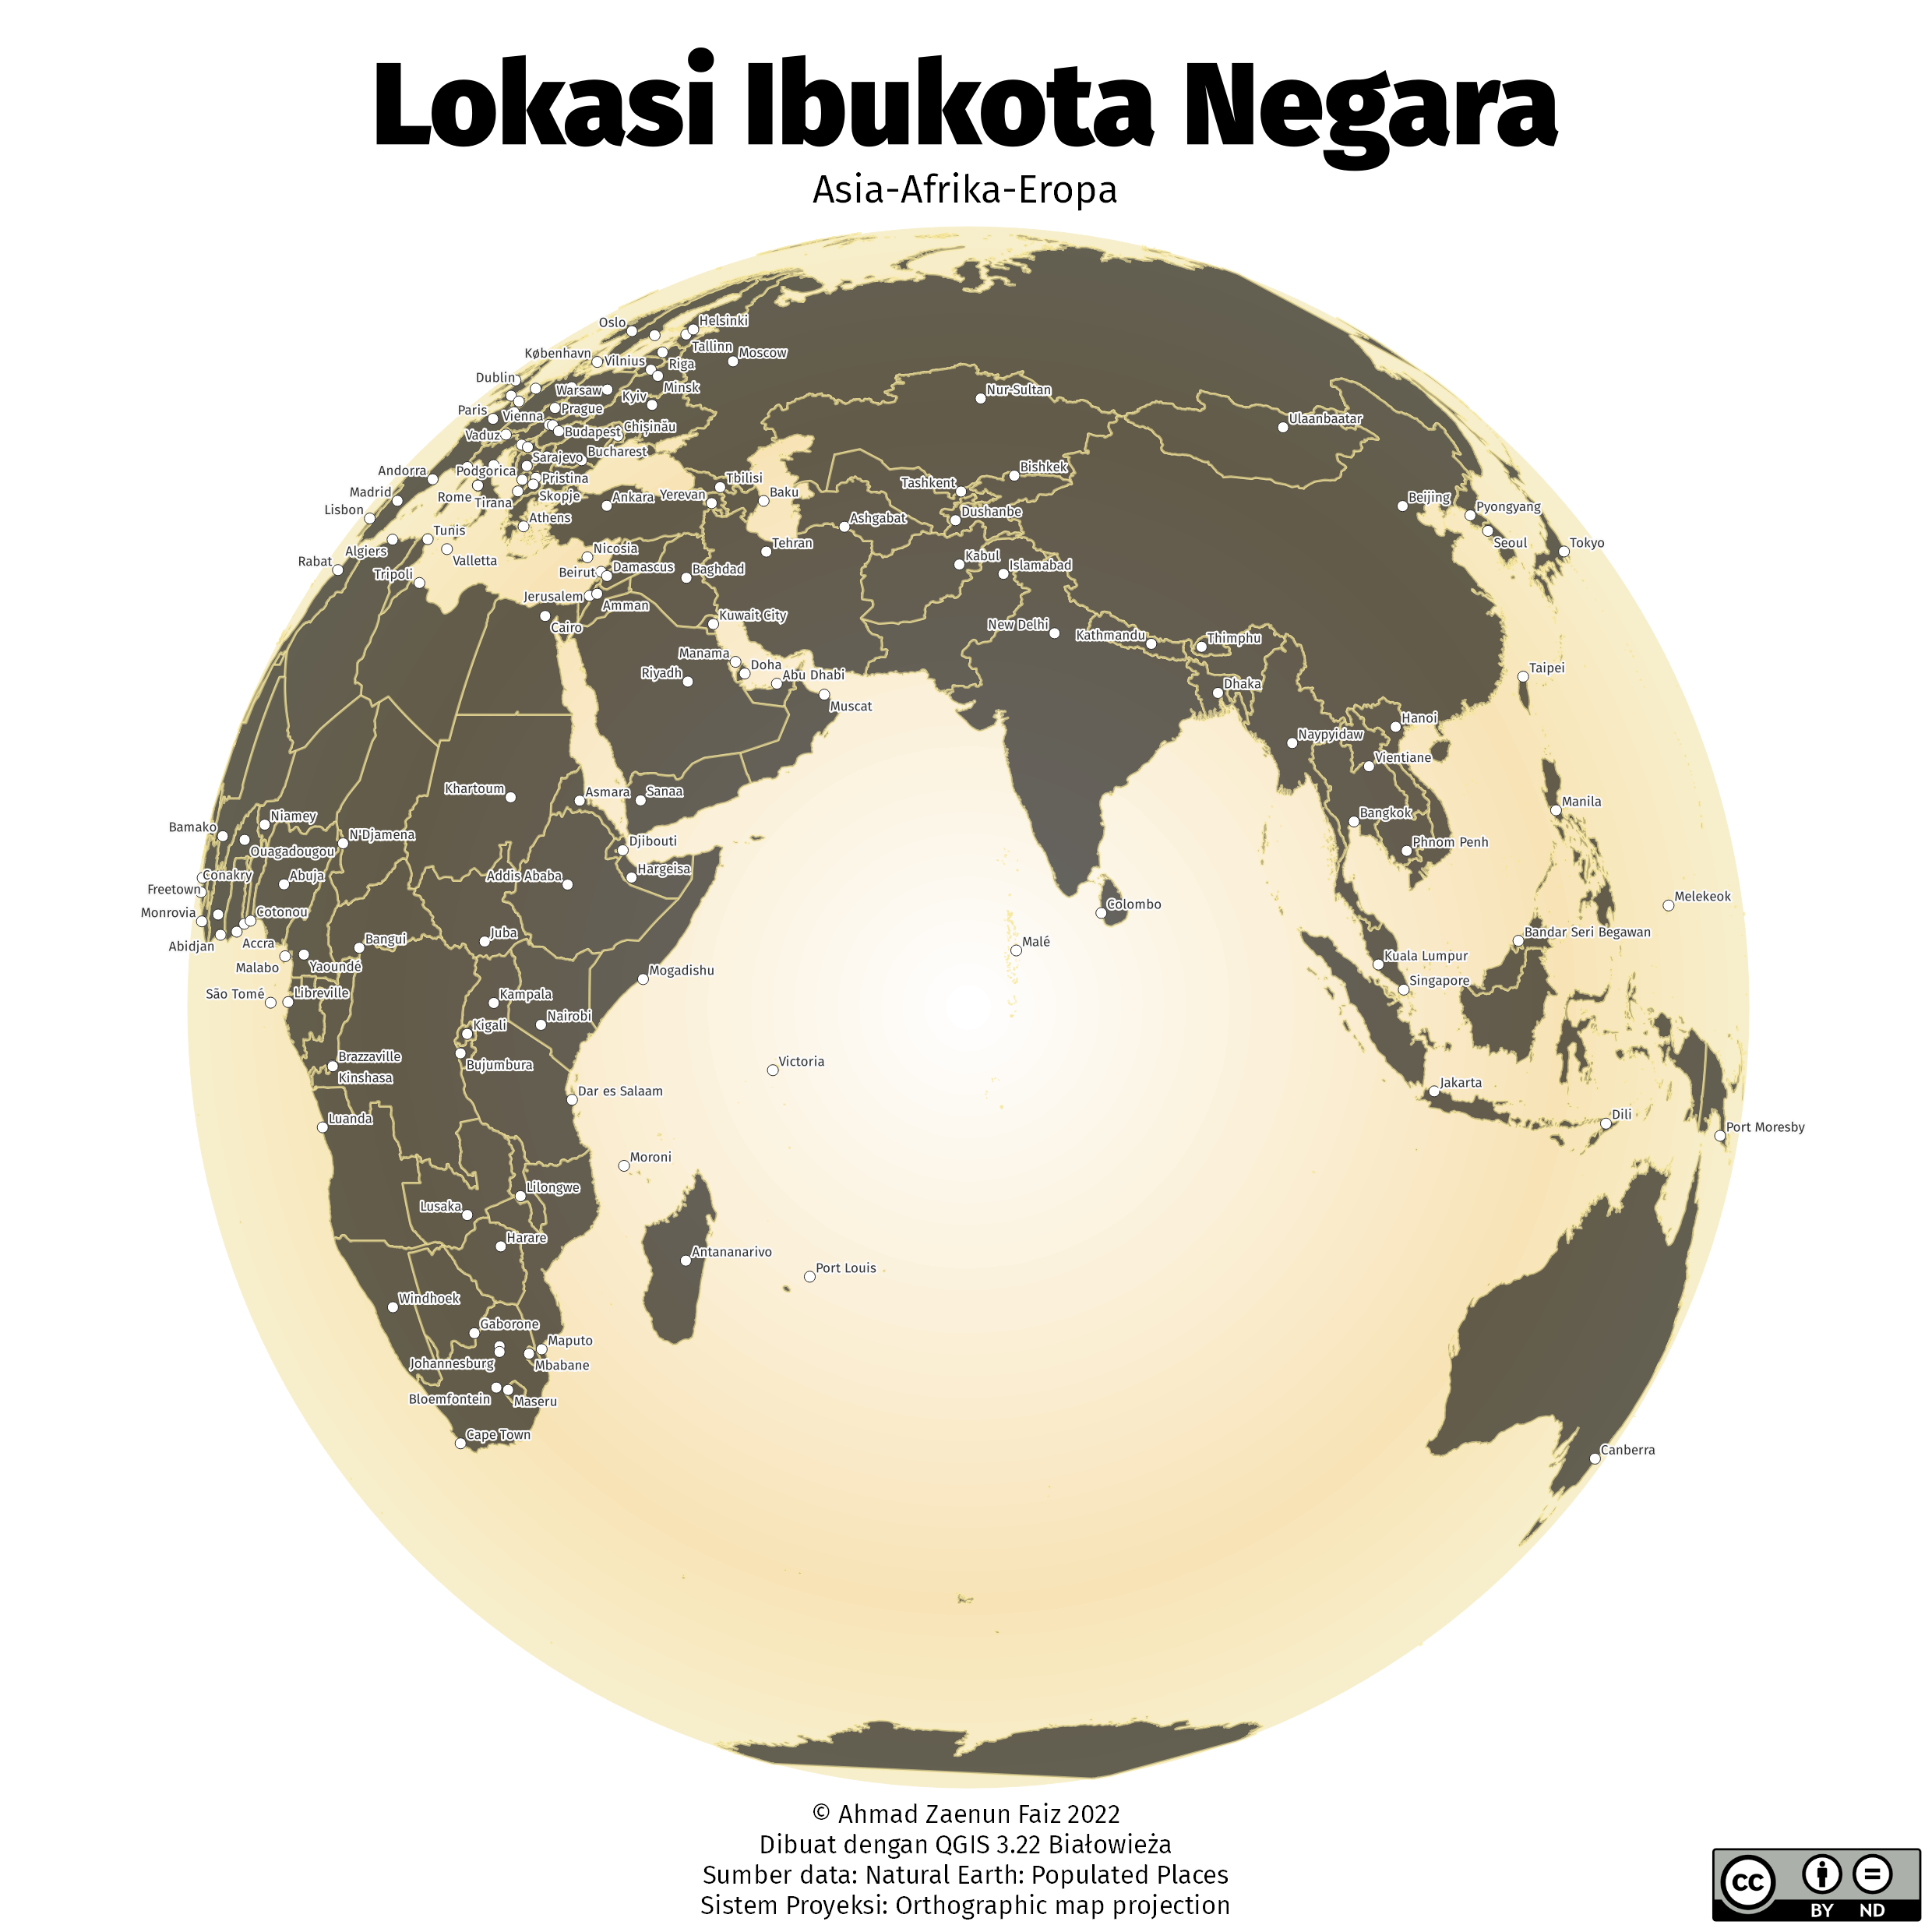 Lokasi Ibukota Negara
Asia-Afrika-Eropa
Oslo
Helsinki
Tallinn
København
Vilnius
Riga
Moscow
Dublin
Warsaw
Minsk
Kyiv
Nur-Sultan
Paris
Vienna
Prague
Ulaanbaatar
Vaduz
Budapest
Chișinău
Bucharest
Sarajevo
Andorra
Podgorica
Pristina
Tbilisi
Bishkek
Tashkent
Madrid
Rome
Tirana
Skopje
Ankara
Yerevan
Baku
Beijing
Lisbon
Athens
Ashgabat
Dushanbe
Pyongyang
Tunis
Algiers
Valletta
Nicosia
Tehran
Seoul
Tokyo
Rabat
Tripoli
Beirut
Damascus
Baghdad
Kabul
Islamabad
Jerusalem
Amman
Cairo
Kuwait City
New Delhi
Kathmandu
Thimphu
Manama
Doha
Riyadh
Abu Dhabi
Muscat
Dhaka
Taipei
Hanoi
Naypyidaw
Vientiane
Khartoum
Asmara
Sanaa
Manila
Bamako
Niamey
Ouagadougou
N'Djamena
Djibouti
Bangkok
Phnom Penh
Conakry
Freetown
Abuja
Addis Ababa
Hargeisa
Monrovia
Cotonou
Colombo
Melekeok
Abidjan
Accra
Bangui
Juba
Malé
Bandar Seri Begawan
Malabo
Yaoundé
Mogadishu
Kuala Lumpur
São Tomé
Libreville
Kampala
Singapore
Nairobi
Kigali
Brazzaville
Kinshasa
Bujumbura
Victoria
Dar es Salaam
Jakarta
Luanda
Dili
Port Moresby
Moroni
Lilongwe
Lusaka
Harare
Antananarivo
Port Louis
Windhoek
Gaborone
Maputo
Johannesburg
Mbabane
Bloemfontein
Maseru
Cape Town
Canberra
© Ahmad Zaenun Faiz 2022
Dibuat dengan QGIS 3.22 Białowieża
Sumber data: Natural Earth: Populated Places
Sistem Proyeksi: Orthographic map projection
CC
BY ND